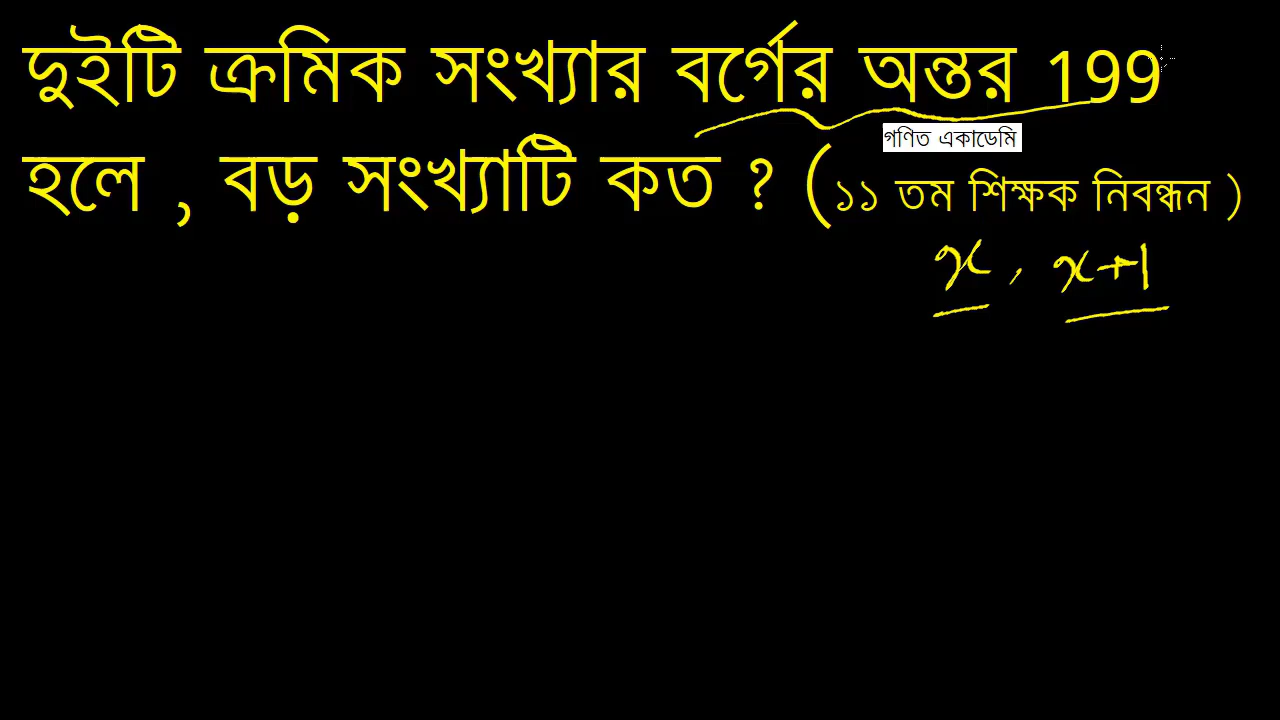 দুইটি ক্রমিক সংখ্যার বর্গের অন্তর 199
গণিত একাডেমি
হলে , বড় সংখ্যাটি কত ? (১১ তম শিক্ষক নিবন্ধন )
x , x+1